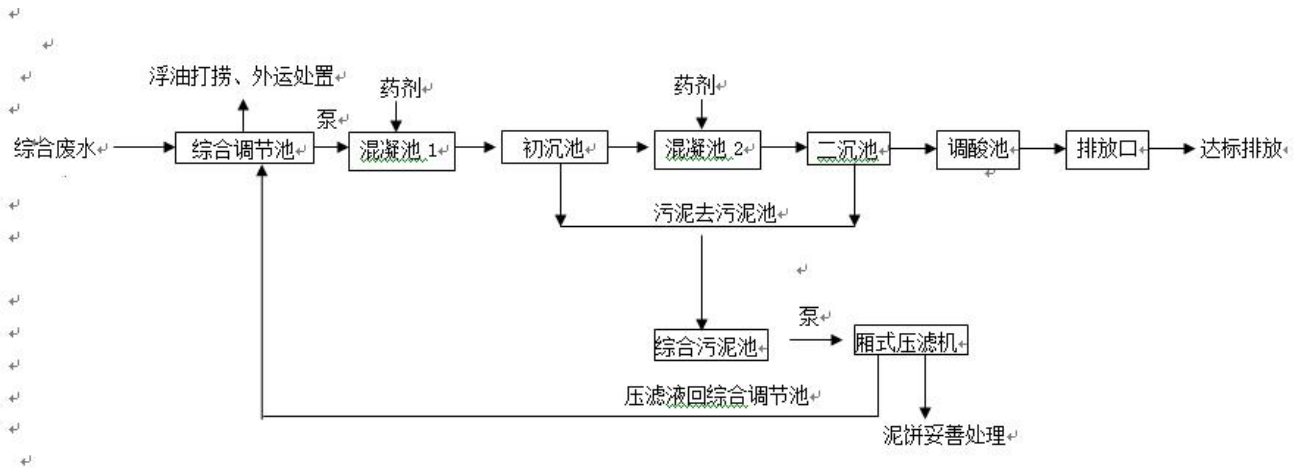 浮油打捞、外运处置
药剂
药剂
泵
综合废水
综合调节池
混凝池 1
初沉池
混凝池 2
二沉池
调酸池
排放口
达标排放
污泥去污泥池
泵
综合污泥池
厢式压滤机
压滤液回综合调节池
泥饼妥善处理